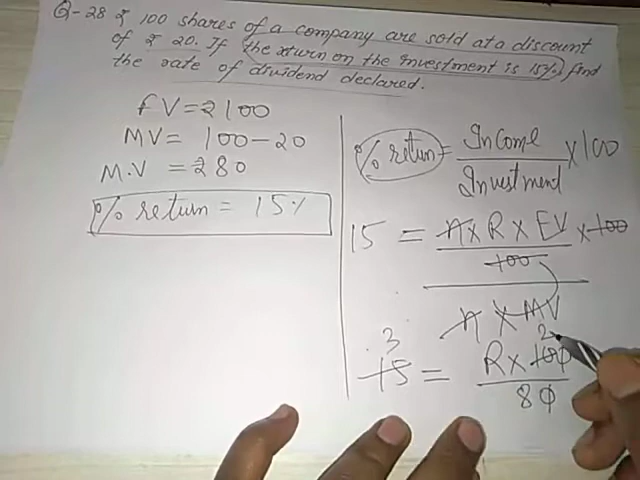 Q-28 ₹ 100 shares of a company are sold at a discount
of ₹ 20. If the return on the investment is 15% find
the rate of dividend declared.
FV = ₹100
MV = 100-20
M.V = ₹80
% return = 15%
% return = Income / Investment × 100
15 = n × R × FV / 100 × 100
n × MV
3 2
15 = R × 100 / 80